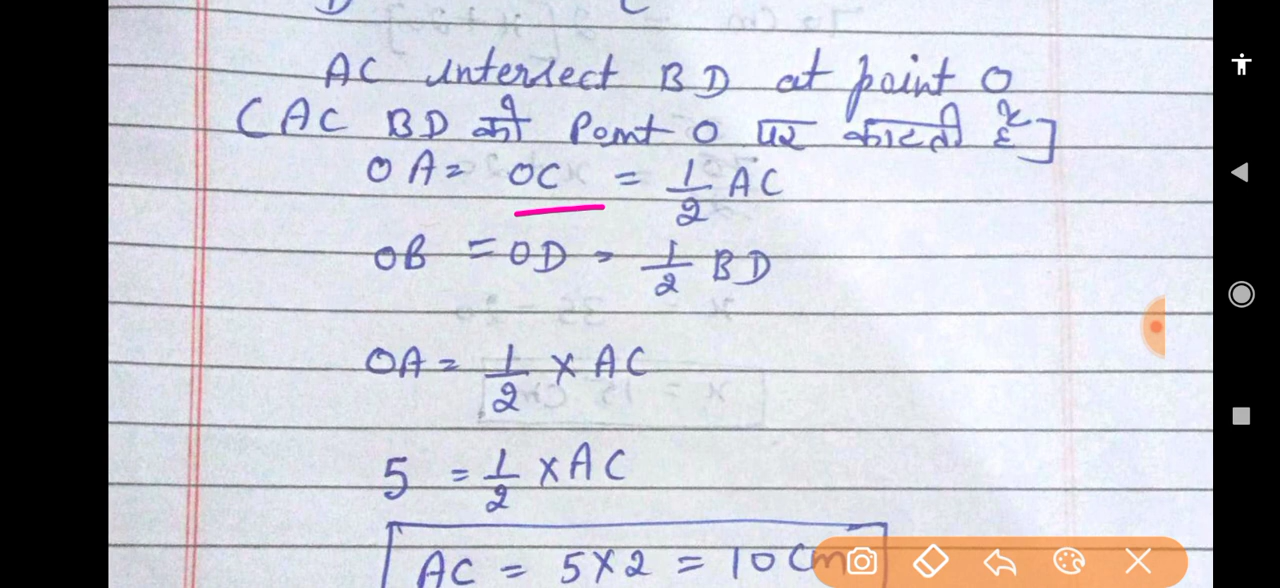 AC intersect BD at point O
(AC BD को Point O पर काटती है]
OA = OC = 1/2 AC
OB = OD = 1/2 BD
OA = 1/2 × AC
5 = 1/2 × AC
AC = 5×2 = 10 Cm